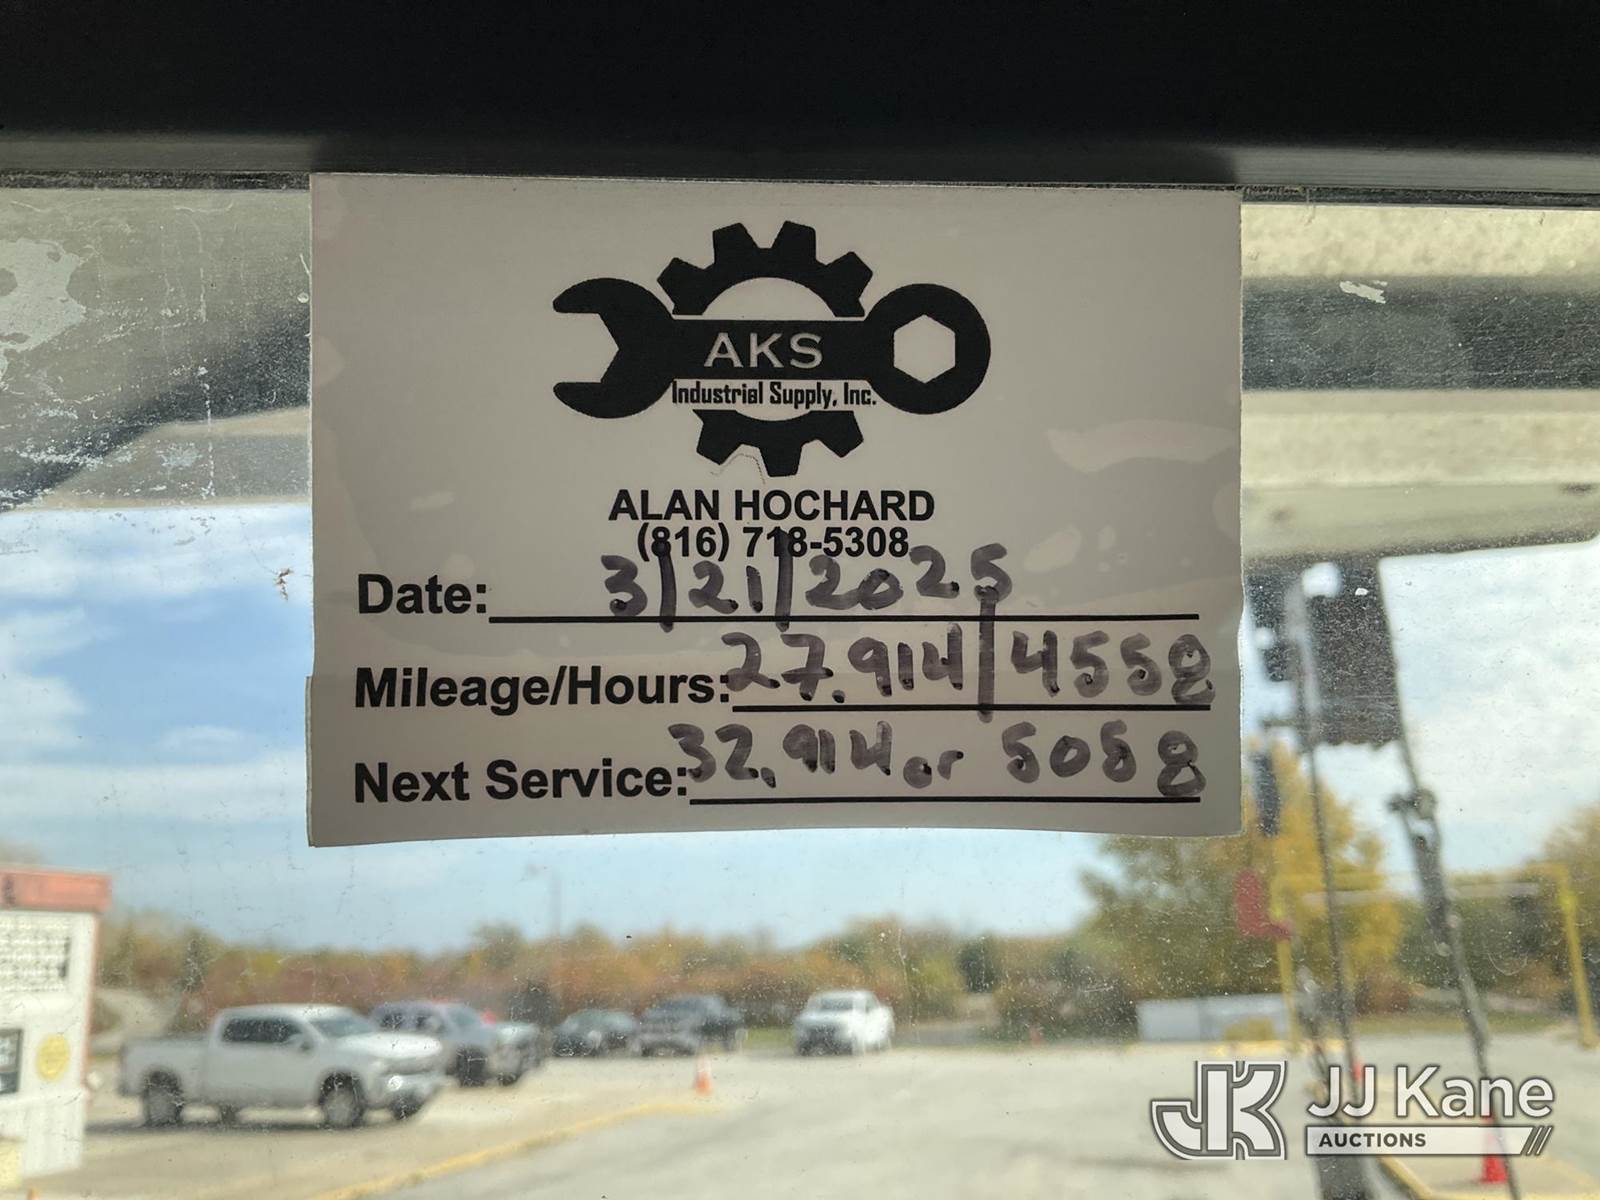 AKS
Industrial Supply, Inc.
ALAN HOCHARD
(816) 718-5308
Date: 3/21/2025
Mileage/Hours: 27.914/4558
Next Service: 32,914 or 5058
JK JJ Kane
AUCTIONS